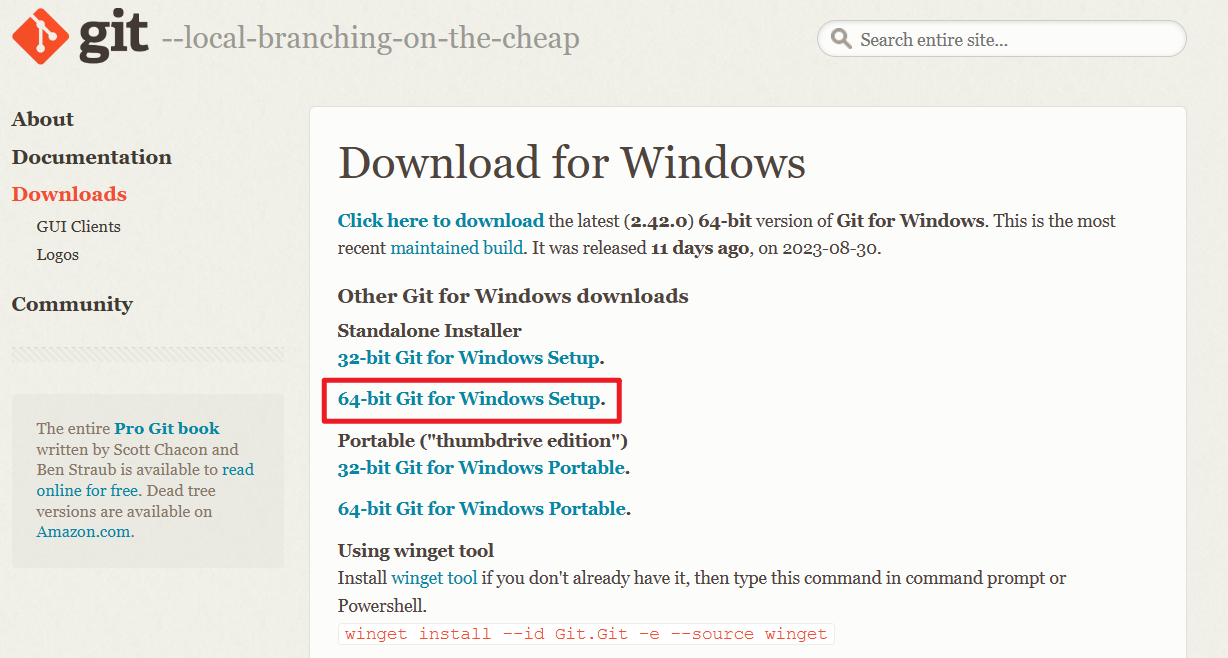 git --local-branching-on-the-cheap
Search entire site...
About
Documentation
Downloads
GUI Clients
Logos
Community
The entire Pro Git book
written by Scott Chacon and
Ben Straub is available to read
online for free. Dead tree
versions are available on
Amazon.com.
Download for Windows
Click here to download the latest (2.42.0) 64-bit version of Git for Windows. This is the most
recent maintained build. It was released 11 days ago, on 2023-08-30.
Other Git for Windows downloads
Standalone Installer
32-bit Git for Windows Setup.
64-bit Git for Windows Setup.
Portable ("thumbdrive edition")
32-bit Git for Windows Portable.
64-bit Git for Windows Portable.
Using winget tool
Install winget tool if you don't already have it, then type this command in command prompt or
Powershell.
winget install --id Git.Git -e --source winget